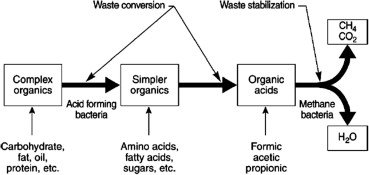 Waste conversion
Waste stabilization
CH4
CO2
Complex
organics
Simpler
organics
Organic
acids
Acid forming
bacteria
Methane
bacteria
H2O
Carbohydrate,
fat, oil,
protein, etc.
Amino acids,
fatty acids,
sugars, etc.
Formic
acetic
propionic